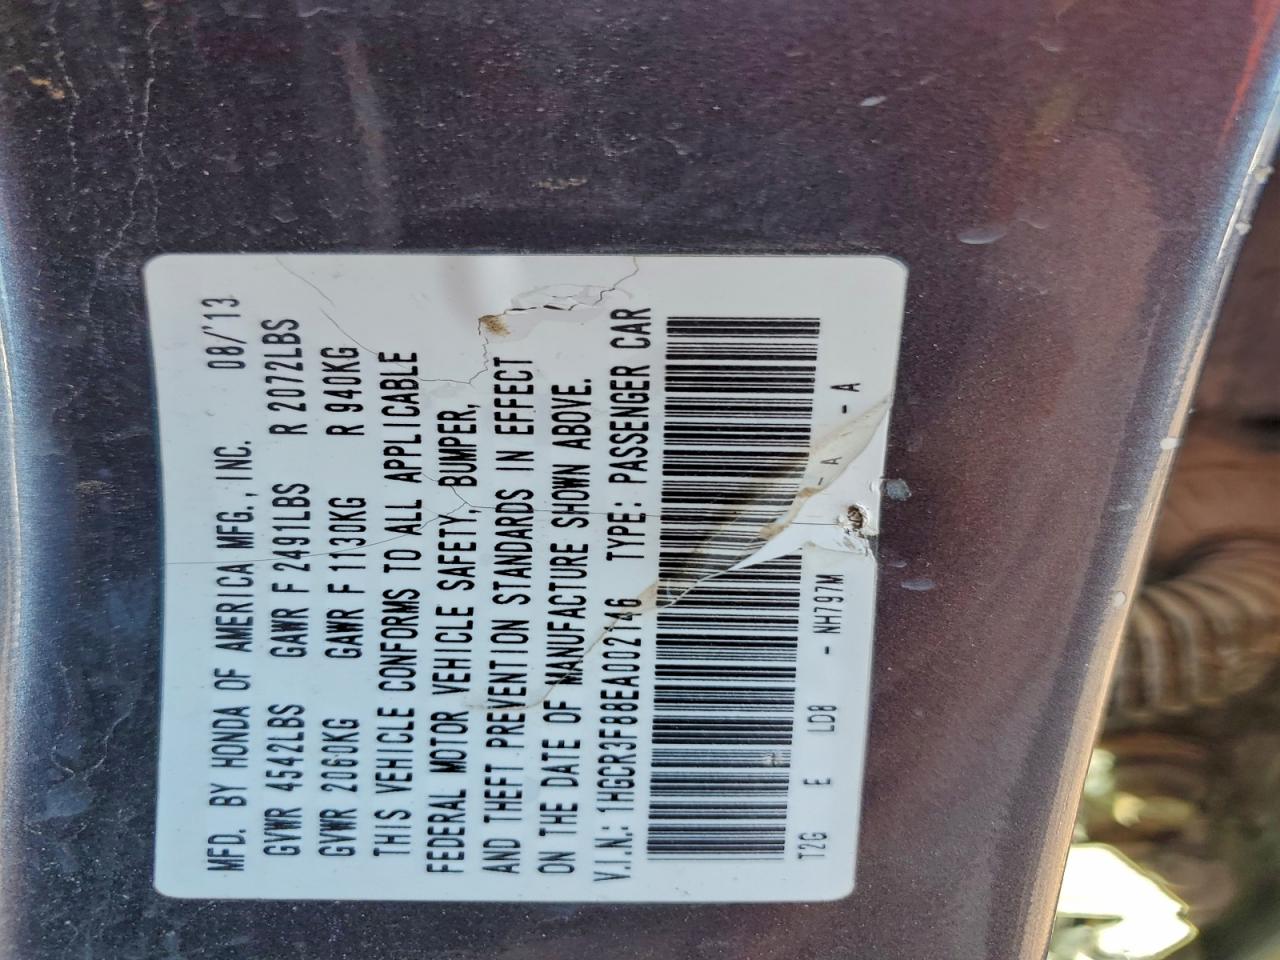 MFD. BY HONDA OF AMERICA MFG., INC. 08/'13
GVWR 4542LBS GAWR F 2491LBS R 2072LBS
GVWR 2060KG GAWR F 1130KG R 940KG
THIS VEHICLE CONFORMS TO ALL APPLICABLE
FEDERAL MOTOR VEHICLE SAFETY, BUMPER,
AND THEFT PREVENTION STANDARDS IN EFFECT
ON THE DATE OF MANUFACTURE SHOWN ABOVE.
V.I.N.: 1HGCR3F88EA002146 TYPE: PASSENGER CAR
T2G E LD8 - NH797M - A - A